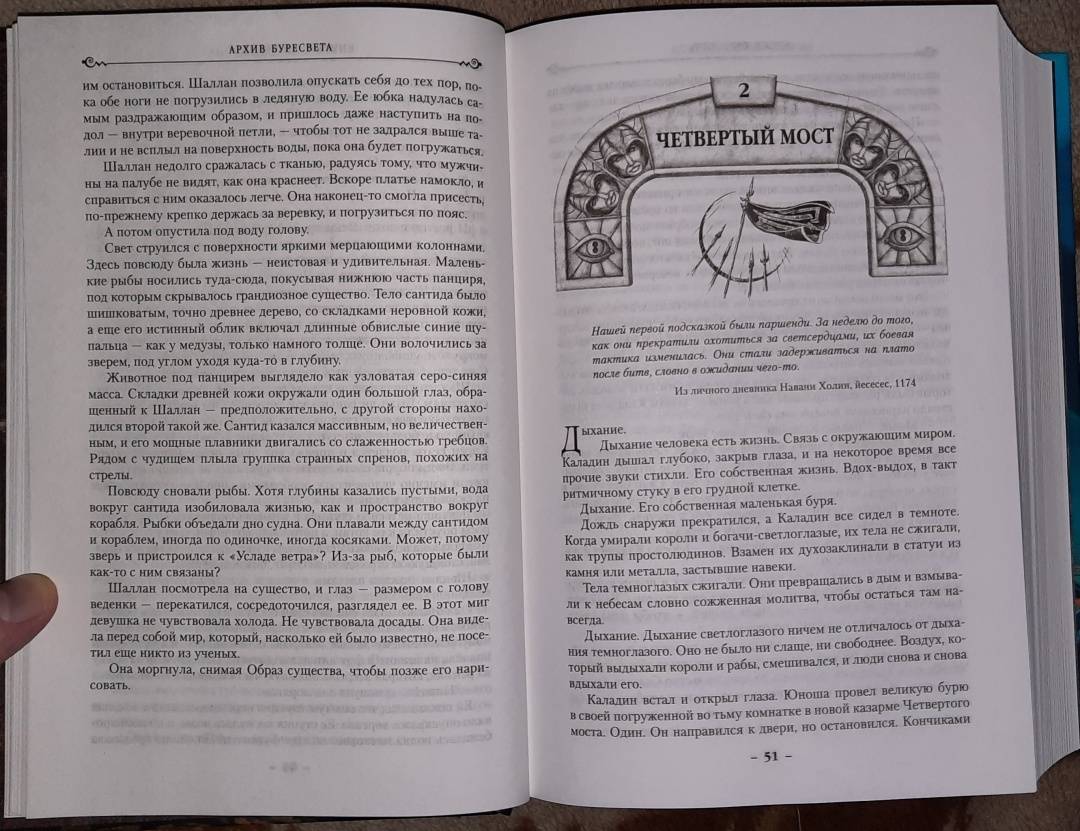 АРХИВ БУРЕСВЕТА
им остановиться. Шаллан позволила опускать себя до тех пор, по-
ка обе ноги не погрузились в ледяную воду. Ее юбка надулась са-
мым раздражающим образом, и пришлось даже наступить на по-
дол — внутри веревочной петли, — чтобы тот не задрался выше та-
лии и не всплыл на поверхность воды, пока она будет погружаться.
Шаллан недолго сражалась с тканью, радуясь тому, что мужчи-
ны на палубе не видят, как она краснеет. Вскоре платье намокло, и
справиться с ним оказалось легче. Она наконец-то смогла присесть,
по-прежнему крепко держась за веревку, и погрузиться по пояс.
А потом опустила под воду голову.
Свет струился с поверхности яркими мерцающими колоннами.
Здесь повсюду была жизнь — неистовая и удивительная. Малень-
кие рыбы носились туда-сюда, покусывая нижнюю часть панциря,
под которым скрывалось грандиозное существо. Тело сантида было
шишковатым, точно древнее дерево, со складками неровной кожи,
а еще его истинный облик включал длинные обвислые синие щу-
пальца — как у медузы, только намного толще. Они волочились за
зверем, под углом уходя куда-то в глубину.
Животное под панцирем выглядело как узловатая серо-синяя
масса. Складки древней кожи окружали один большой глаз, обра-
щенный к Шаллан — предположительно, с другой стороны нахо-
дился второй такой же. Сантид казался массивным, но величествен-
ным, и его мощные плавники двигались со слаженностью гребцов.
Рядом с чудищем плыла группка странных спренов, похожих на
стрелы.
Повсюду сновали рыбы. Хотя глубины казались пустыми, вода
вокруг сантида изобиловала жизнью, как и пространство вокруг
корабля. Рыбки объедали дно судна. Они плавали между сантидом
и кораблем, иногда по одиночке, иногда косяками. Может, потому
зверь и пристроился к «Усладе ветра»? Из-за рыб, которые были
как-то с ним связаны?
Шаллан посмотрела на существо, и глаз — размером с голову
веденки — перекатился, сосредоточился, разглядел ее. В этот миг
девушка не чувствовала холода. Не чувствовала досады. Она виде-
ла перед собой мир, который, насколько ей было известно, не посе-
тил еще никто из ученых.
Она моргнула, снимая Образ существа, чтобы позже его нари-
совать.
2
ЧЕТВЕРТЫЙ МОСТ
Нашей первой подсказкой были паршенди. За неделю до того,
как они прекратили охотиться за светсердцами, их боевая
тактика изменилась. Они стали задерживаться на плато
после битв, словно в ожидании чего-то.
Из личного дневника Навани Холин, йесесес, 1174
Дыхание.
Дыхание человека есть жизнь. Связь с окружающим миром.
Каладин дышал глубоко, закрыв глаза, и на некоторое время все
прочие звуки стихли. Его собственная жизнь. Вдох-выдох, в такт
ритмичному стуку в его грудной клетке.
Дыхание. Его собственная маленькая буря.
Дождь снаружи прекратился, а Каладин все сидел в темноте.
Когда умирали короли и богачи-светлоглазые, их тела не сжигали,
как трупы простолюдинов. Взамен их духозаклинали в статуи из
камня или металла, застывшие навеки.
Тела темноглазых сжигали. Они превращались в дым и взмыва-
ли к небесам словно сожженная молитва, чтобы остаться там на-
всегда.
Дыхание. Дыхание светлоглазого ничем не отличалось от дыха-
ния темноглазого. Оно не было ни слаще, ни свободнее. Воздух, ко-
торый выдыхали короли и рабы, смешивался, и люди снова и снова
вдыхали его.
Каладин встал и открыл глаза. Юноша провел великую бурю
в своей погруженной во тьму комнатке в новой казарме Четвертого
моста. Один. Он направился к двери, но остановился. Кончиками
– 51 –